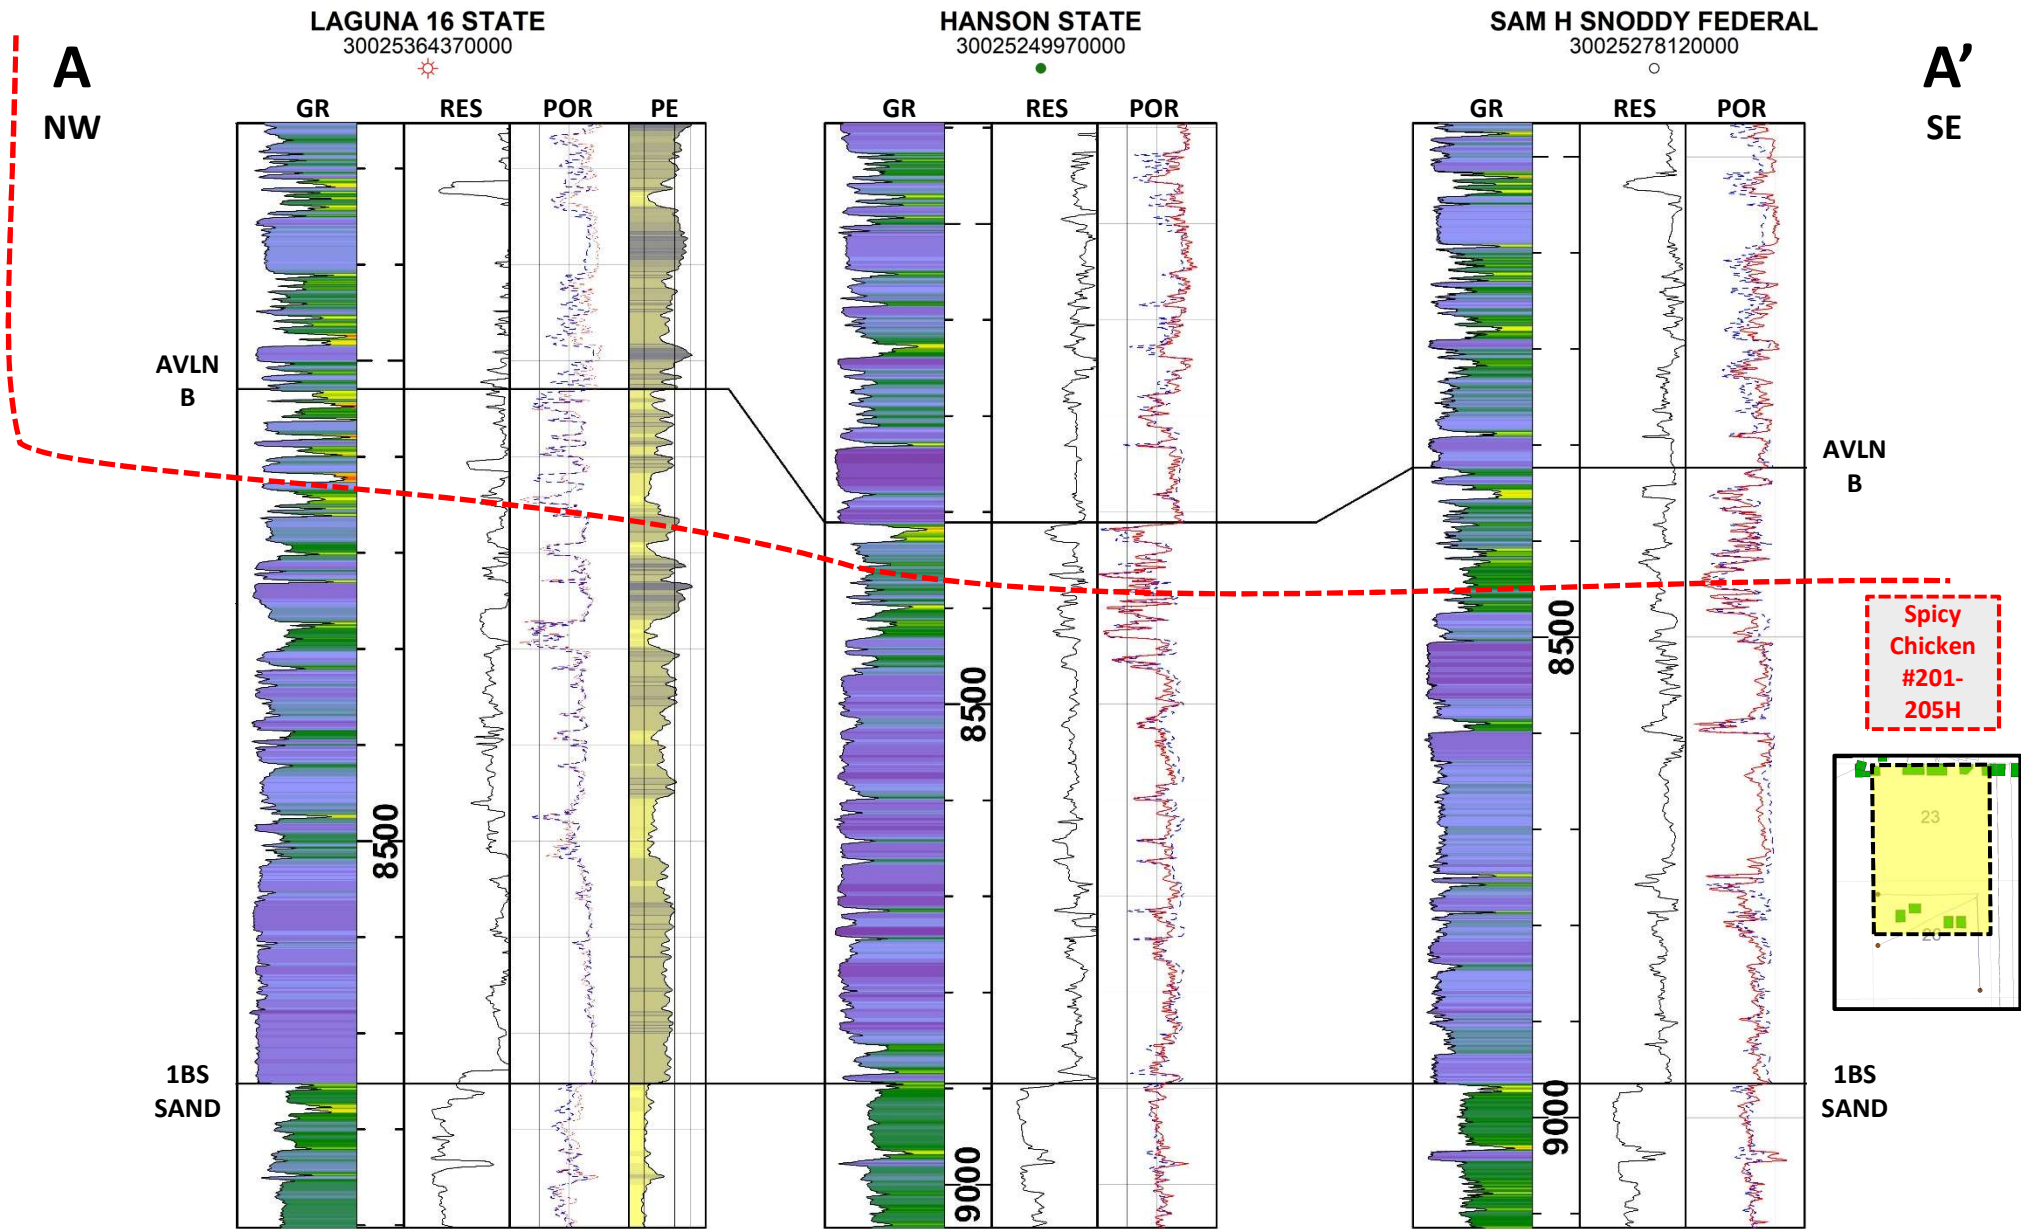 LAGUNA 16 STATE
30025364370000
HANSON STATE
30025249970000
SAM H SNODDY FEDERAL
30025278120000
A
NW
A’
SE
GR
RES
POR
PE
GR
RES
POR
GR
RES
POR
AVLN
B
AVLN
B
8500
8500
8500
Spicy
Chicken
#201-
205H
23
26
1BS
SAND
1BS
SAND
9000
9000